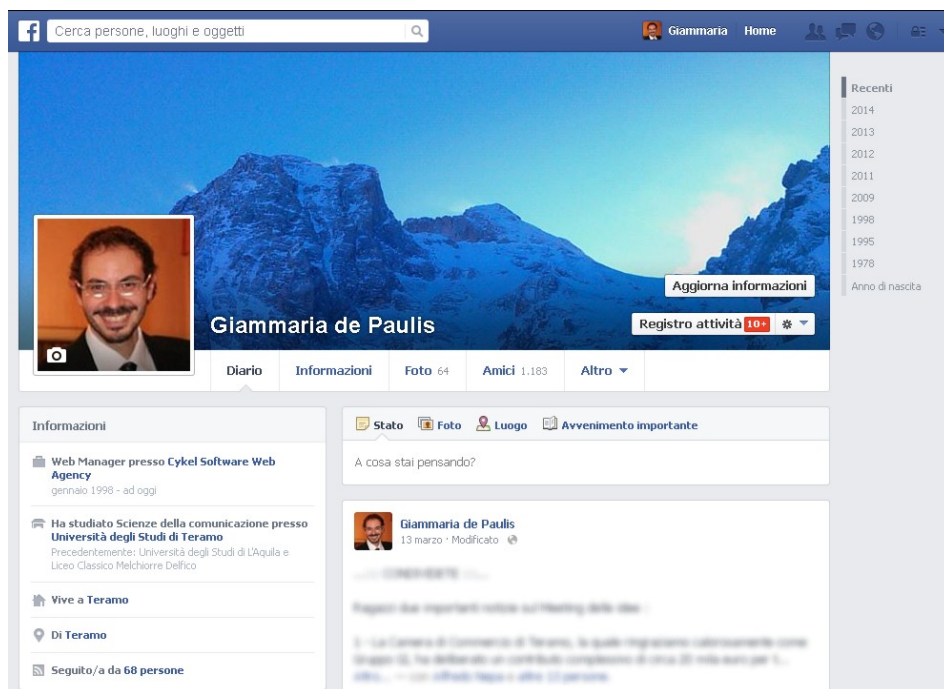 f Cerca persone, luoghi e oggetti
Giammaria Home
Recenti
2014
2013
2012
2011
2009
1998
1995
1978
Anno di nascita
Aggiorna informazioni
Giammaria de Paulis
Registro attività 10+
Diario Informazioni Foto 64 Amici 1.183 Altro
Informazioni
Web Manager presso Cykel Software Web
Agency
gennaio 1998 - ad oggi
Ha studiato Scienze della comunicazione presso
Università degli Studi di Teramo
Precedentemente: Università degli Studi di L'Aquila e
Liceo Classico Melchiorre Delfico
Vive a Teramo
Di Teramo
Seguito/a da 68 persone
Stato Foto Luogo Avvenimento importante
A cosa stai pensando?
Giammaria de Paulis
13 marzo · Modificato